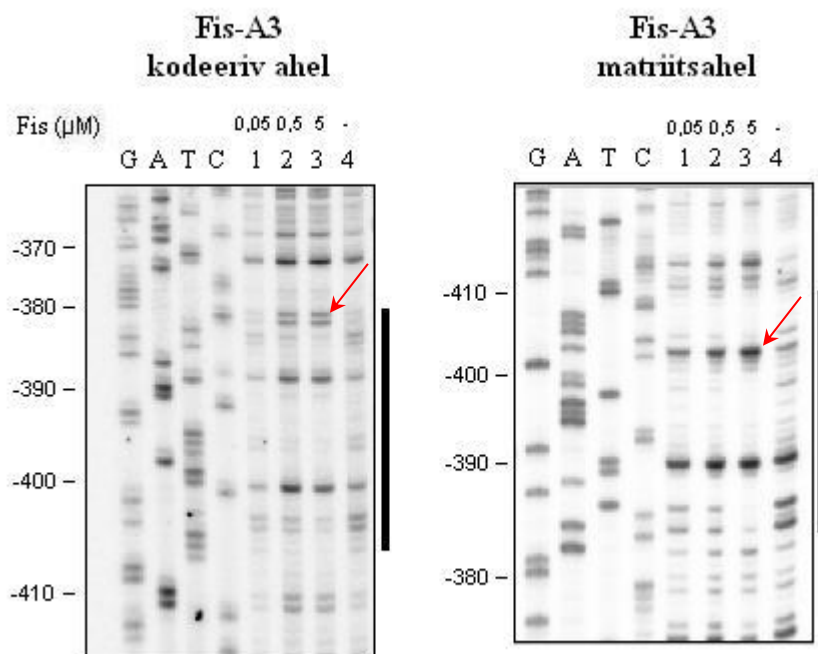 Fis-A3
kodeeriv ahel
Fis (µM) 0,05 0,5 5 -
G A T C 1 2 3 4
-370
-380
-390
-400
-410
Fis-A3
matriitsahel
0,05 0,5 5 -
G A T C 1 2 3 4
-410
-400
-390
-380